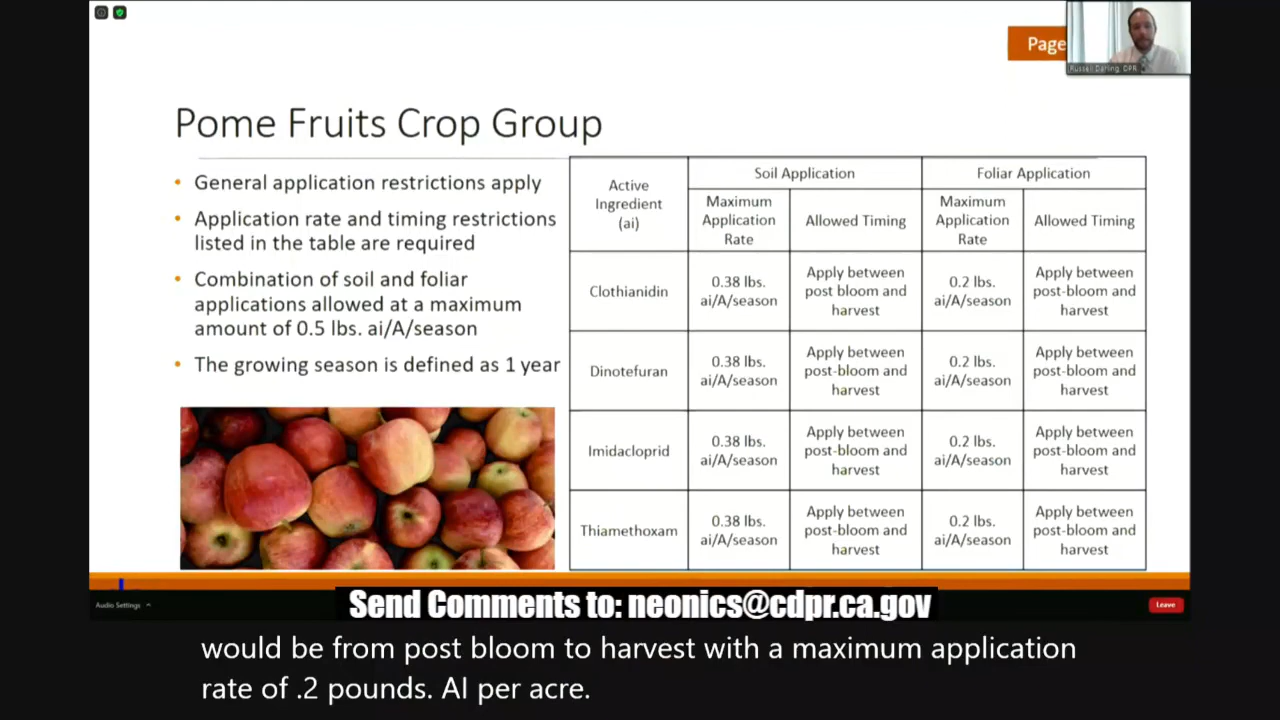 Page
Russell Darling, DPR
Pome Fruits Crop Group
• General application restrictions apply
• Application rate and timing restrictions
listed in the table are required
• Combination of soil and foliar
applications allowed at a maximum
amount of 0.5 lbs. ai/A/season
• The growing season is defined as 1 year
Active
Ingredient
(ai)
Soil Application
Foliar Application
Maximum
Application
Rate
Allowed Timing
Maximum
Application
Rate
Allowed Timing
Clothianidin
0.38 lbs.
ai/A/season
Apply between
post bloom and
harvest
0.2 lbs.
ai/A/season
Apply between
post-bloom and
harvest
Dinotefuran
0.38 lbs.
ai/A/season
Apply between
post-bloom and
harvest
0.2 lbs.
ai/A/season
Apply between
post-bloom and
harvest
Imidacloprid
0.38 lbs.
ai/A/season
Apply between
post-bloom and
harvest
0.2 lbs.
ai/A/season
Apply between
post-bloom and
harvest
Thiamethoxam
0.38 lbs.
ai/A/season
Apply between
post-bloom and
harvest
0.2 lbs.
ai/A/season
Apply between
post-bloom and
harvest
Audio Settings
Send Comments to: neonics@cdpr.ca.gov
Leave
would be from post bloom to harvest with a maximum application
rate of .2 pounds. AI per acre.